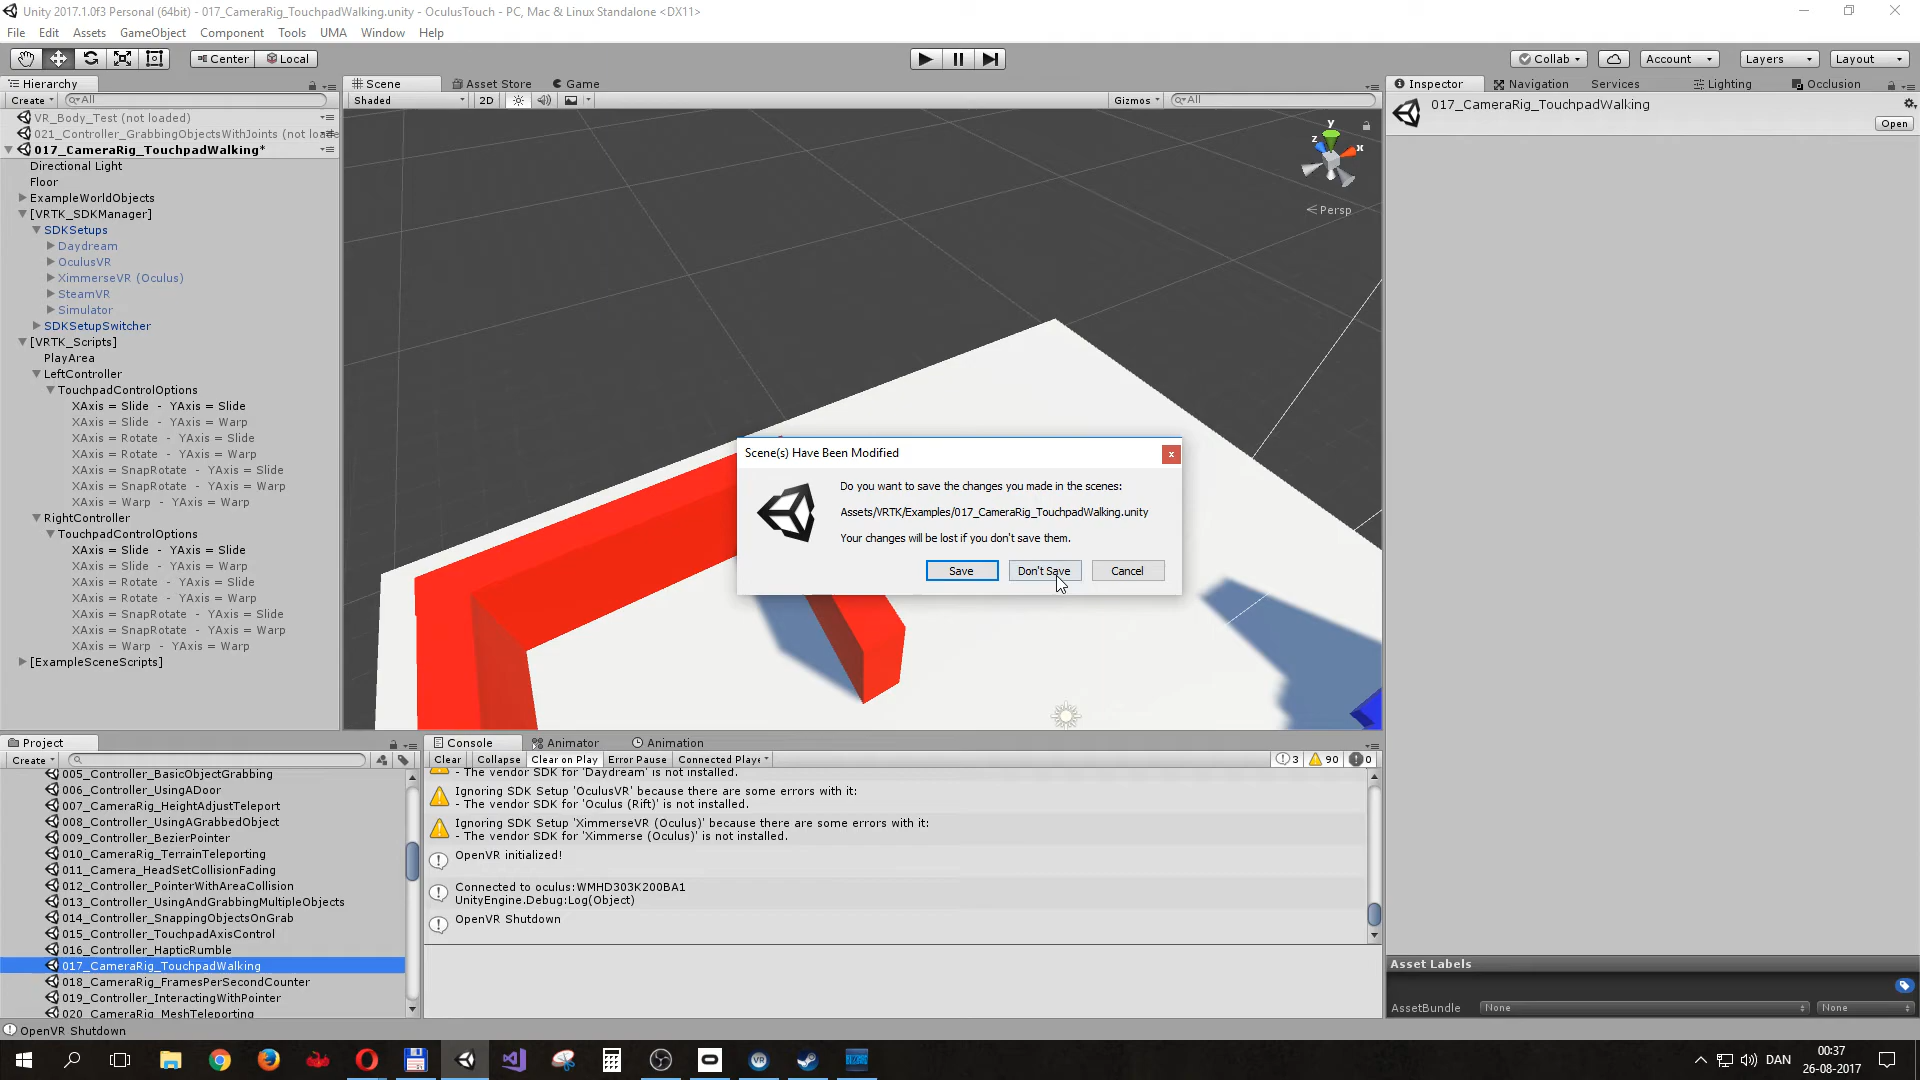 Unity 2017.1.0f3 Personal (64bit) - 017_CameraRig_TouchpadWalking.unity - OculusTouch - PC, Mac & Linux Standalone <DX11>
File Edit Assets GameObject Component Tools UMA Window Help
Center Local Collab Account Layers Layout
Hierarchy
Create All
VR_Body_Test (not loaded)
021_Controller_GrabbingObjectsWithJoints (not loaded
017_CameraRig_TouchpadWalking*
Directional Light
Floor
ExampleWorldObjects
[VRTK_SDKManager]
SDKSetups
Daydream
OculusVR
XimmerseVR (Oculus)
SteamVR
Simulator
SDKSetupSwitcher
[VRTK_Scripts]
PlayArea
LeftController
TouchpadControlOptions
XAxis = Slide - YAxis = Slide
XAxis = Slide - YAxis = Warp
XAxis = Rotate - YAxis = Slide
XAxis = Rotate - YAxis = Warp
XAxis = SnapRotate - YAxis = Slide
XAxis = SnapRotate - YAxis = Warp
XAxis = Warp - YAxis = Warp
RightController
TouchpadControlOptions
XAxis = Slide - YAxis = Slide
XAxis = Slide - YAxis = Warp
XAxis = Rotate - YAxis = Slide
XAxis = Rotate - YAxis = Warp
XAxis = SnapRotate - YAxis = Slide
XAxis = SnapRotate - YAxis = Warp
XAxis = Warp - YAxis = Warp
[ExampleSceneScripts]
Scene Asset Store Game
Shaded 2D Gizmos All
y
z x
Persp
Scene(s) Have Been Modified
x
Do you want to save the changes you made in the scenes:
Assets/VRTK/Examples/017_CameraRig_TouchpadWalking.unity
Your changes will be lost if you don't save them.
Save Don't Save Cancel
Inspector Navigation Services Lighting Occlusion
017_CameraRig_TouchpadWalking
Open
Project
Create
005_Controller_BasicObjectGrabbing
006_Controller_UsingADoor
007_CameraRig_HeightAdjustTeleport
008_Controller_UsingAGrabbedObject
009_Controller_BezierPointer
010_CameraRig_TerrainTeleporting
011_Camera_HeadSetCollisionFading
012_Controller_PointerWithAreaCollision
013_Controller_UsingAndGrabbingMultipleObjects
014_Controller_SnappingObjectsOnGrab
015_Controller_TouchpadAxisControl
016_Controller_HapticRumble
017_CameraRig_TouchpadWalking
018_CameraRig_FramesPerSecondCounter
019_Controller_InteractingWithPointer
020_CameraRig_MeshTeleporting
Console Animator Animation
Clear Collapse Clear on Play Error Pause Connected Playe 3 90 0
- The vendor SDK for 'Daydream' is not installed.
Ignoring SDK Setup 'OculusVR' because there are some errors with it:
- The vendor SDK for 'Oculus (Rift)' is not installed.
Ignoring SDK Setup 'XimmerseVR (Oculus)' because there are some errors with it:
- The vendor SDK for 'Ximmerse (Oculus)' is not installed.
OpenVR initialized!
Connected to oculus:WMHD303K200BA1
UnityEngine.Debug:Log(Object)
OpenVR Shutdown
Asset Labels
AssetBundle None None
OpenVR Shutdown
VR
DAN
00:37
26-08-2017